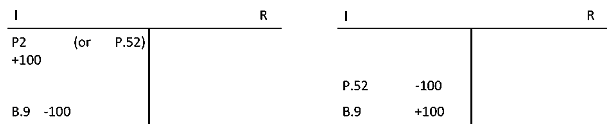 I R
P2 (or P.52)
+100
B.9 -100
I R
P.52 -100
B.9 +100